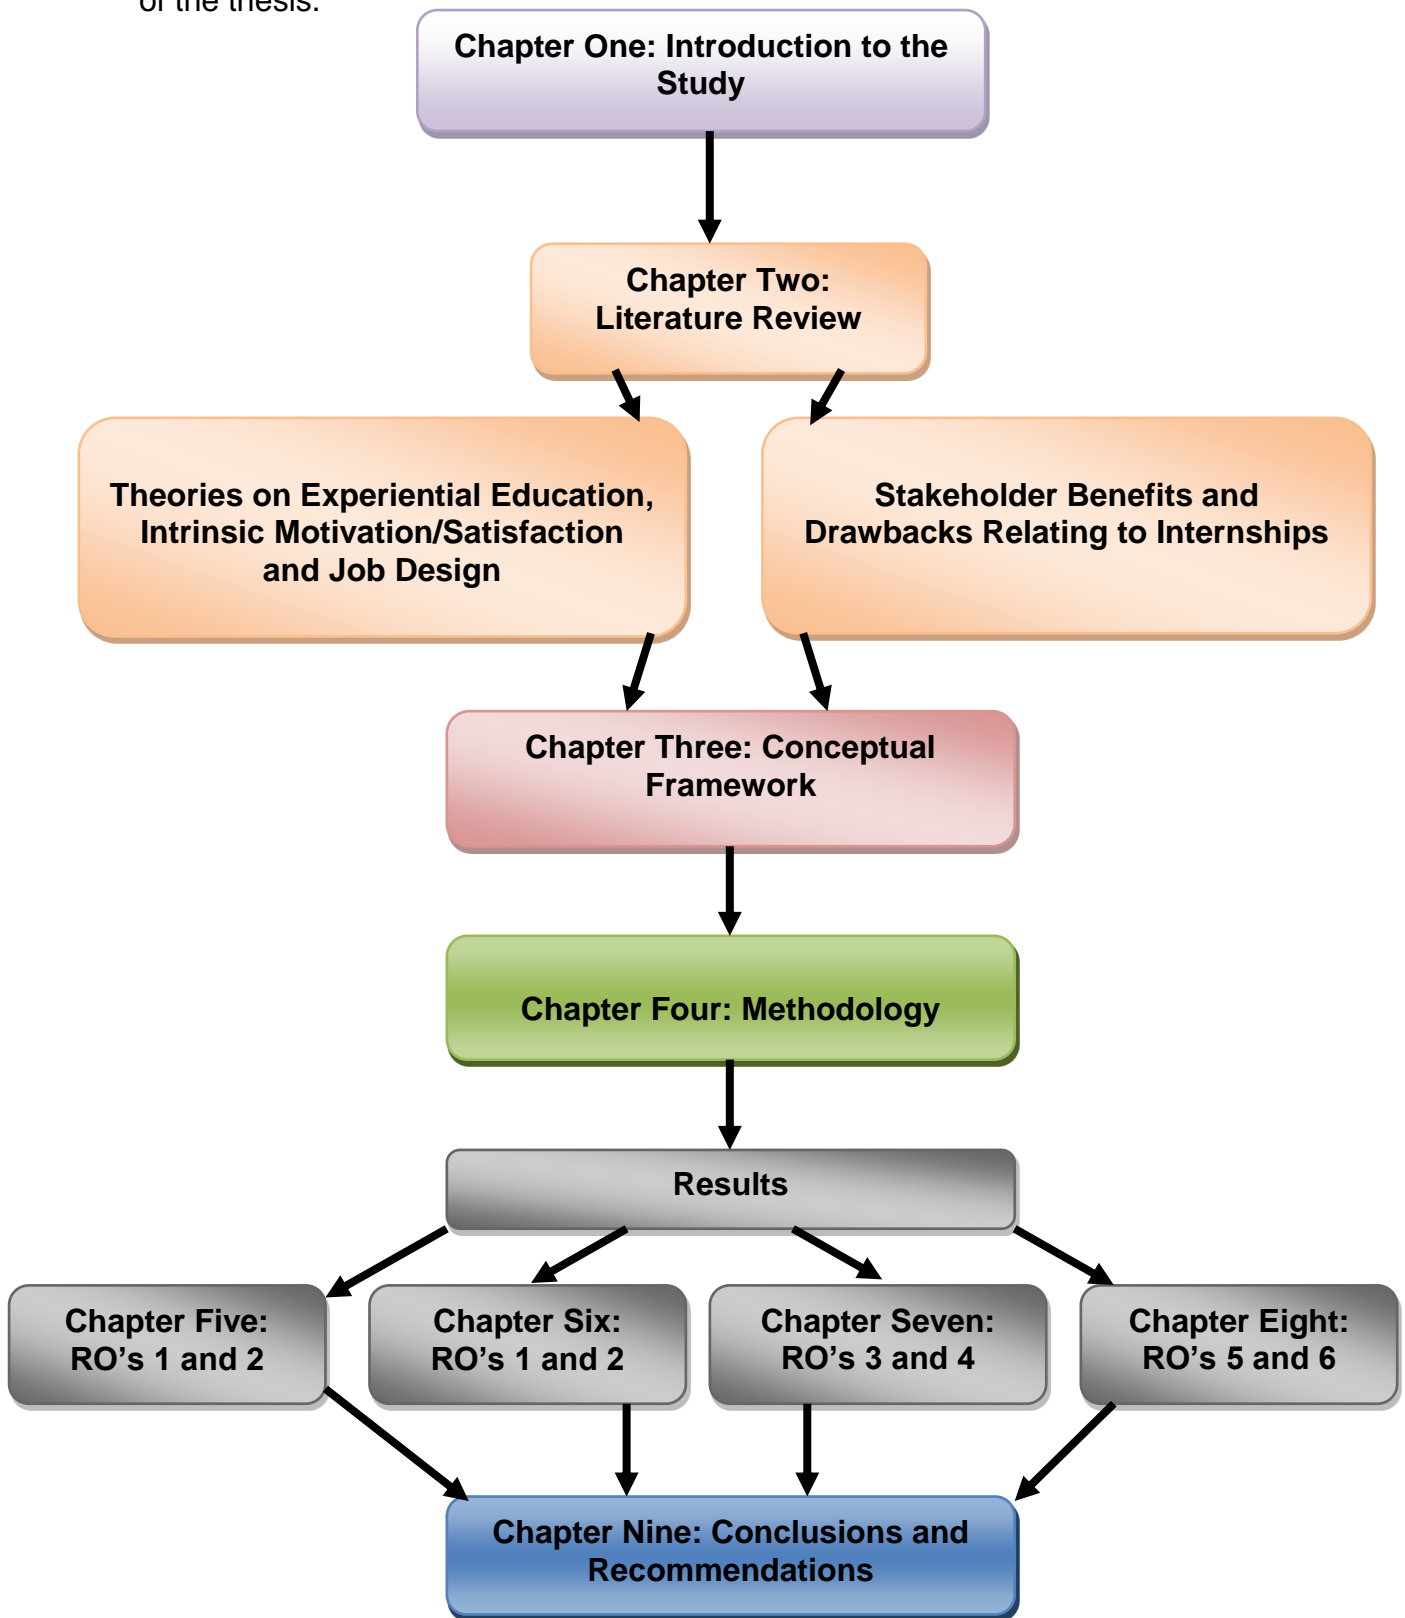 of the thesis.
Chapter One: Introduction to the
Study
Chapter Two:
Literature Review
Theories on Experiential Education,
Intrinsic Motivation/Satisfaction
and Job Design
Stakeholder Benefits and
Drawbacks Relating to Internships
Chapter Three: Conceptual
Framework
Chapter Four: Methodology
Results
Chapter Five:
RO’s 1 and 2
Chapter Six:
RO’s 1 and 2
Chapter Seven:
RO’s 3 and 4
Chapter Eight:
RO’s 5 and 6
Chapter Nine: Conclusions and
Recommendations